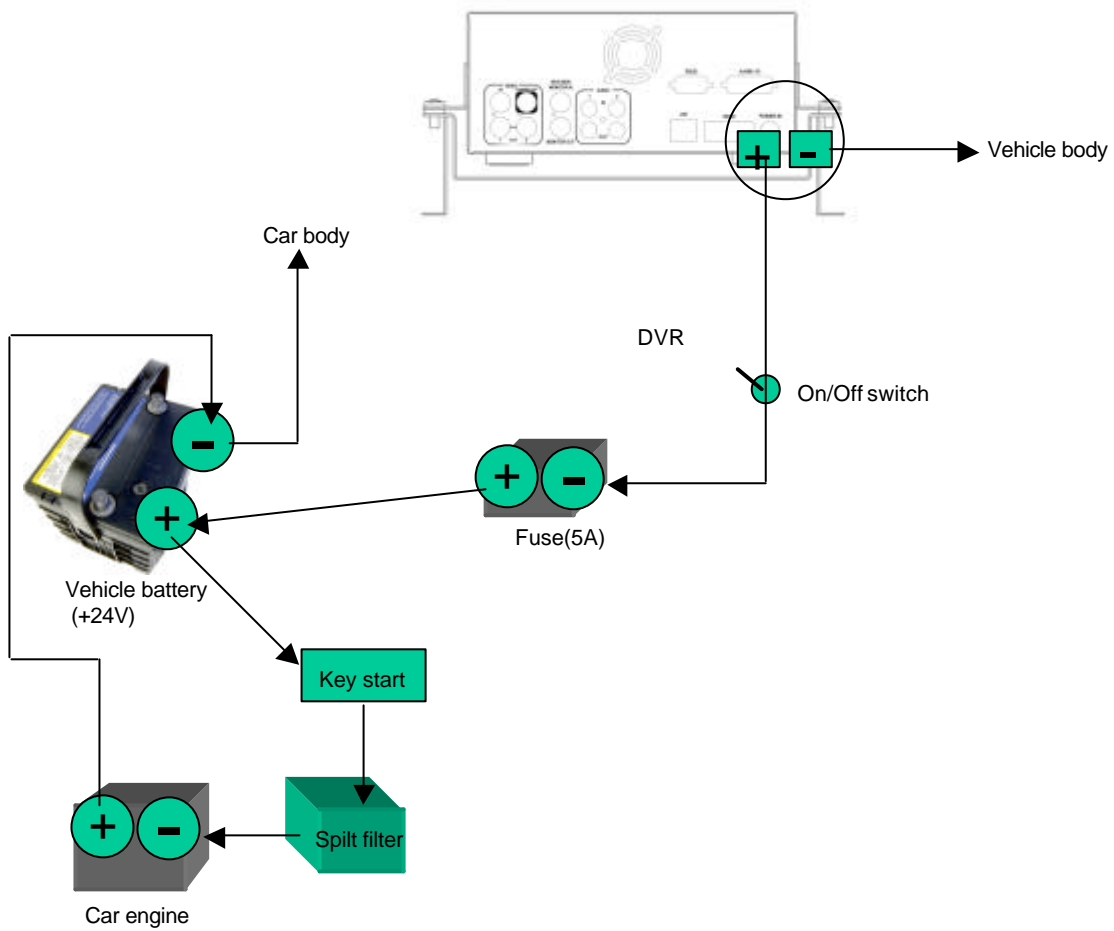 +
-
Vehicle body
Car body
DVR
On/Off switch
-
+
+
-
Fuse(5A)
Vehicle battery
(+24V)
Key start
+
-
Spilt filter
Car engine